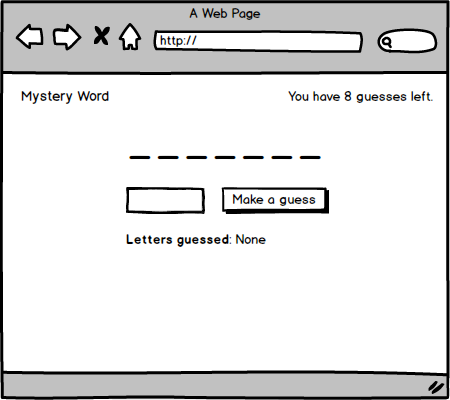 A Web Page
http://
Mystery Word
You have 8 guesses left.
_ _ _ _ _ _ _
Make a guess
Letters guessed: None